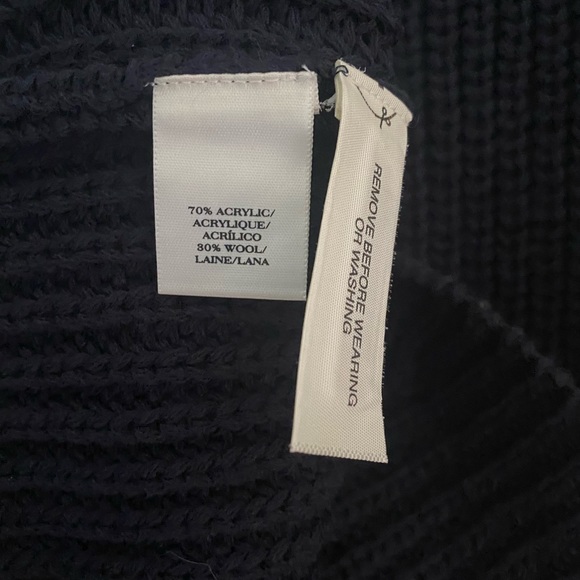 70% ACRYLIC/
ACRYLIQUE/
ACRÍLICO
30% WOOL/
LAINE/LANA
REMOVE BEFORE WEARING
OR WASHING